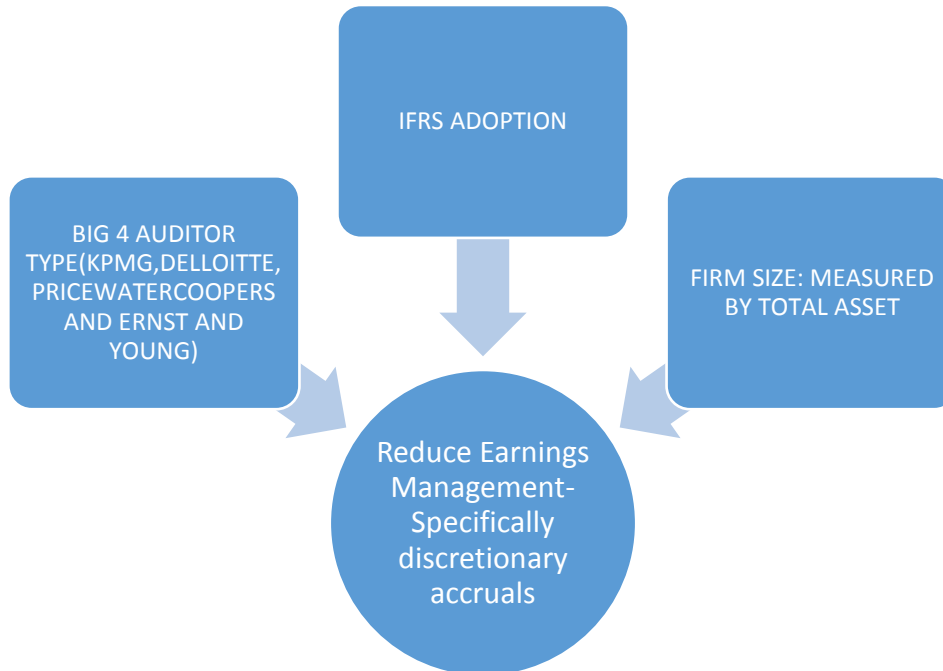 IFRS ADOPTION
BIG 4 AUDITOR
TYPE(KPMG,DELLOITTE,
PRICEWATERCOOPERS
AND ERNST AND
YOUNG)
FIRM SIZE: MEASURED
BY TOTAL ASSET
Reduce Earnings
Management-
Specifically
discretionary
accruals